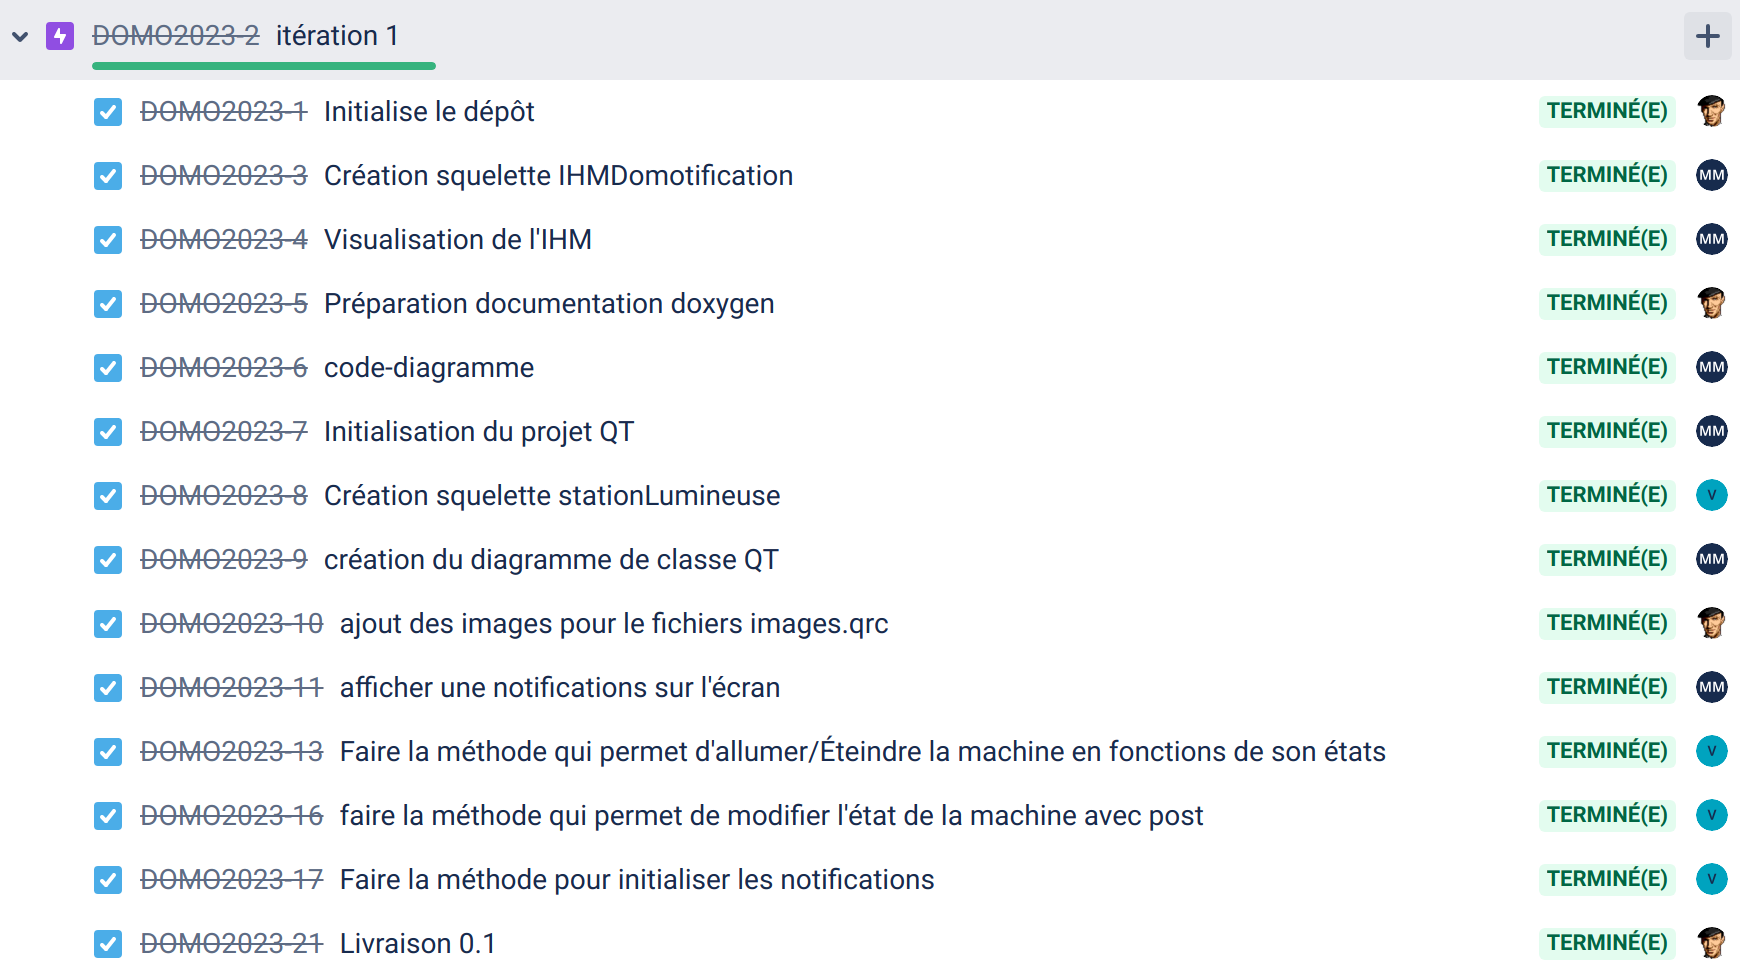 DOMO2023-2 itération 1
DOMO2023-1 Initialise le dépôt TERMINÉ(E)
DOMO2023-3 Création squelette IHMDomotification TERMINÉ(E) MM
DOMO2023-4 Visualisation de l'IHM TERMINÉ(E) MM
DOMO2023-5 Préparation documentation doxygen TERMINÉ(E)
DOMO2023-6 code-diagramme TERMINÉ(E) MM
DOMO2023-7 Initialisation du projet QT TERMINÉ(E) MM
DOMO2023-8 Création squelette stationLumineuse TERMINÉ(E) V
DOMO2023-9 création du diagramme de classe QT TERMINÉ(E) MM
DOMO2023-10 ajout des images pour le fichiers images.qrc TERMINÉ(E)
DOMO2023-11 afficher une notifications sur l'écran TERMINÉ(E) MM
DOMO2023-13 Faire la méthode qui permet d'allumer/Éteindre la machine en fonctions de son états TERMINÉ(E) V
DOMO2023-16 faire la méthode qui permet de modifier l'état de la machine avec post TERMINÉ(E) V
DOMO2023-17 Faire la méthode pour initialiser les notifications TERMINÉ(E) V
DOMO2023-21 Livraison 0.1 TERMINÉ(E)